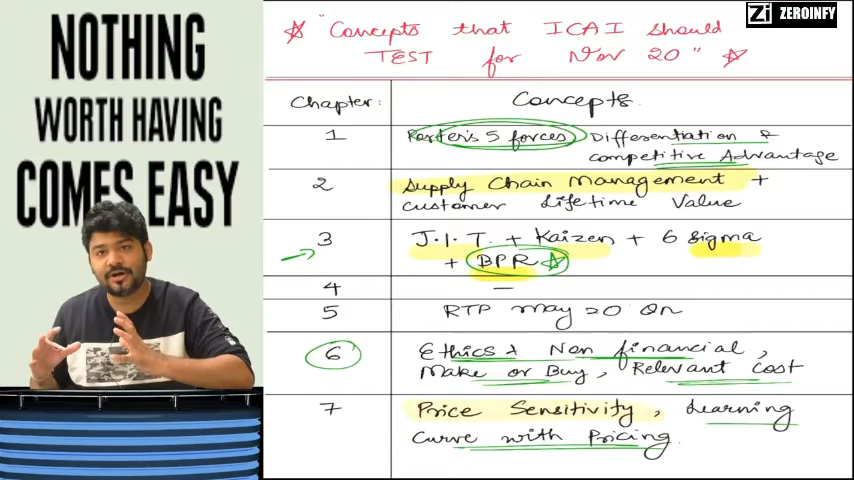 NOTHING
WORTH HAVING
COMES EASY
Zi ZEROINFY
"Concepts that ICAI should
TEST for Nov 20"
Chapter: Concepts.
1 Porter's 5 forces Differentiation &
competitive Advantage
2 Supply Chain Management +
customer Lifetime Value
3 J.I.T. + Kaizen + 6 sigma
+ BPR
4 —
5 RTP May 20 Qn
6 Ethics & Non financial,
Make or Buy, Relevant Cost
7 Price Sensitivity, Learning
Curve with Pricing.